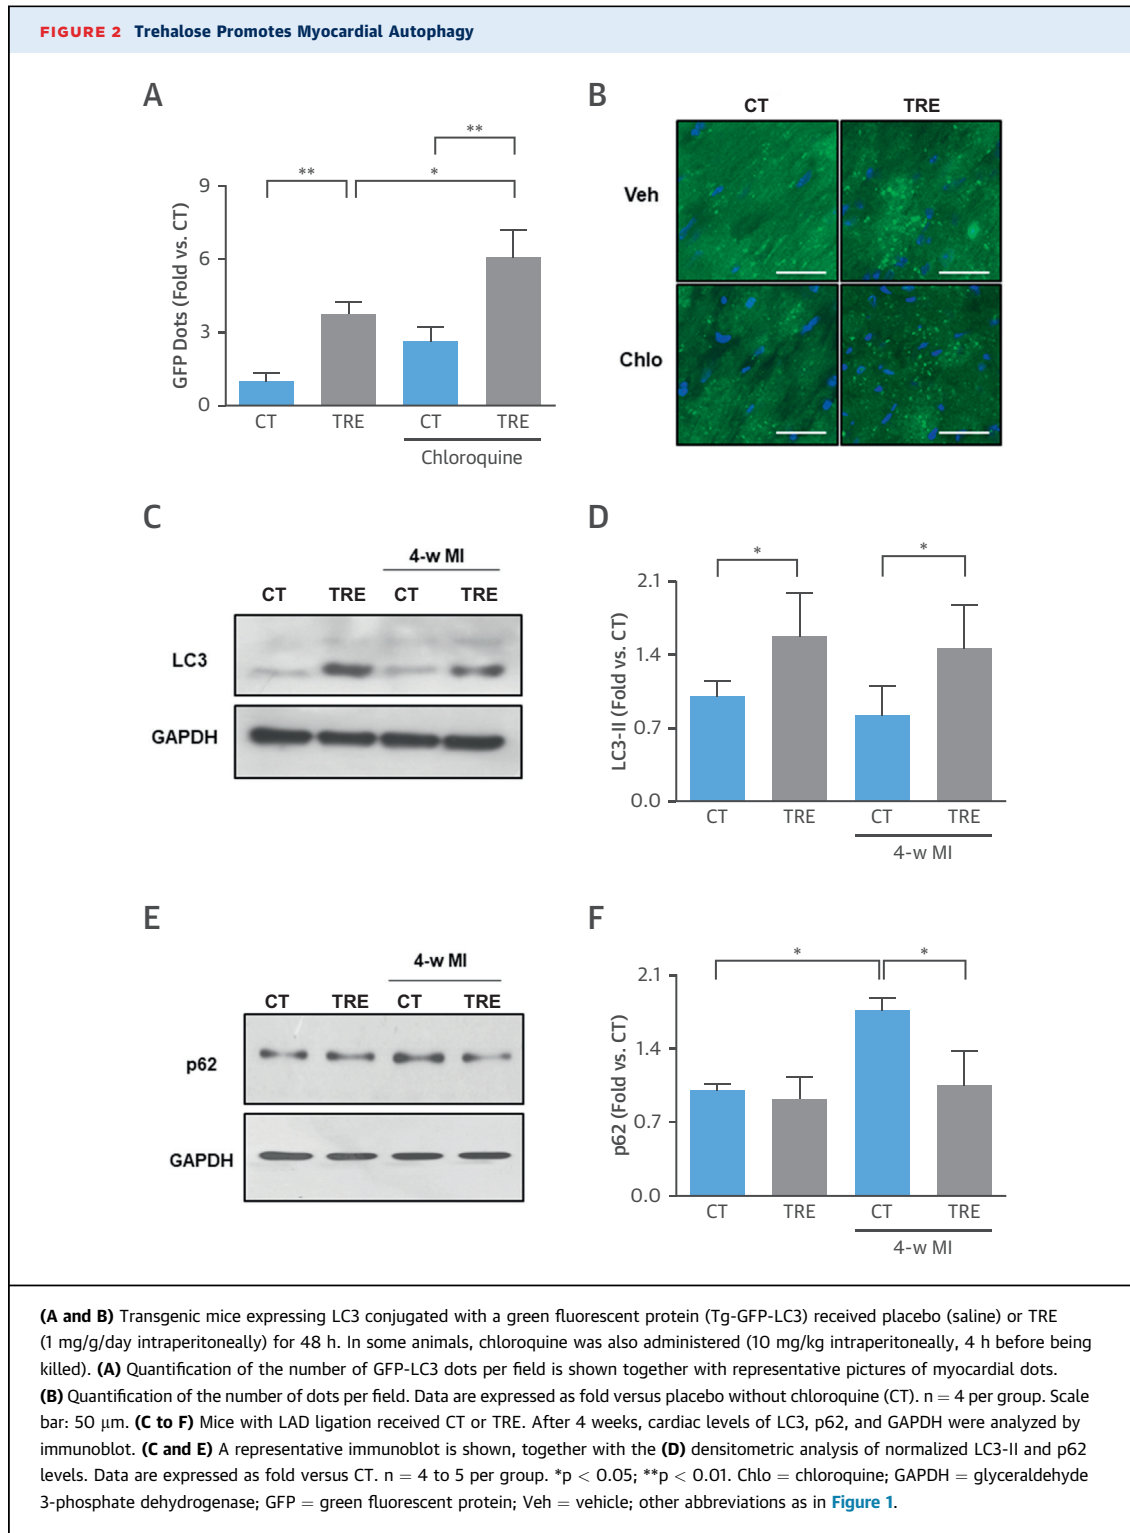 FIGURE 2 Trehalose Promotes Myocardial Autophagy
A
GFP Dots (Fold vs. CT)
9
6
3
0
**
*
**
CT
TRE
CT
TRE
Chloroquine
B
CT
TRE
Veh
Chlo
C
4-w MI
CT
TRE
CT
TRE
LC3
GAPDH
D
LC3-II (Fold vs. CT)
2.1
1.4
0.7
0.0
*
*
CT
TRE
CT
TRE
4-w MI
E
4-w MI
CT
TRE
CT
TRE
p62
GAPDH
F
p62 (Fold vs. CT)
2.1
1.4
0.7
0.0
*
*
CT
TRE
CT
TRE
4-w MI
(A and B) Transgenic mice expressing LC3 conjugated with a green fluorescent protein (Tg-GFP-LC3) received placebo (saline) or TRE
(1 mg/g/day intraperitoneally) for 48 h. In some animals, chloroquine was also administered (10 mg/kg intraperitoneally, 4 h before being
killed). (A) Quantification of the number of GFP-LC3 dots per field is shown together with representative pictures of myocardial dots.
(B) Quantification of the number of dots per field. Data are expressed as fold versus placebo without chloroquine (CT). n = 4 per group. Scale
bar: 50 μm. (C to F) Mice with LAD ligation received CT or TRE. After 4 weeks, cardiac levels of LC3, p62, and GAPDH were analyzed by
immunoblot. (C and E) A representative immunoblot is shown, together with the (D) densitometric analysis of normalized LC3-II and p62
levels. Data are expressed as fold versus CT. n = 4 to 5 per group. *p < 0.05; **p < 0.01. Chlo = chloroquine; GAPDH = glyceraldehyde
3-phosphate dehydrogenase; GFP = green fluorescent protein; Veh = vehicle; other abbreviations as in Figure 1.